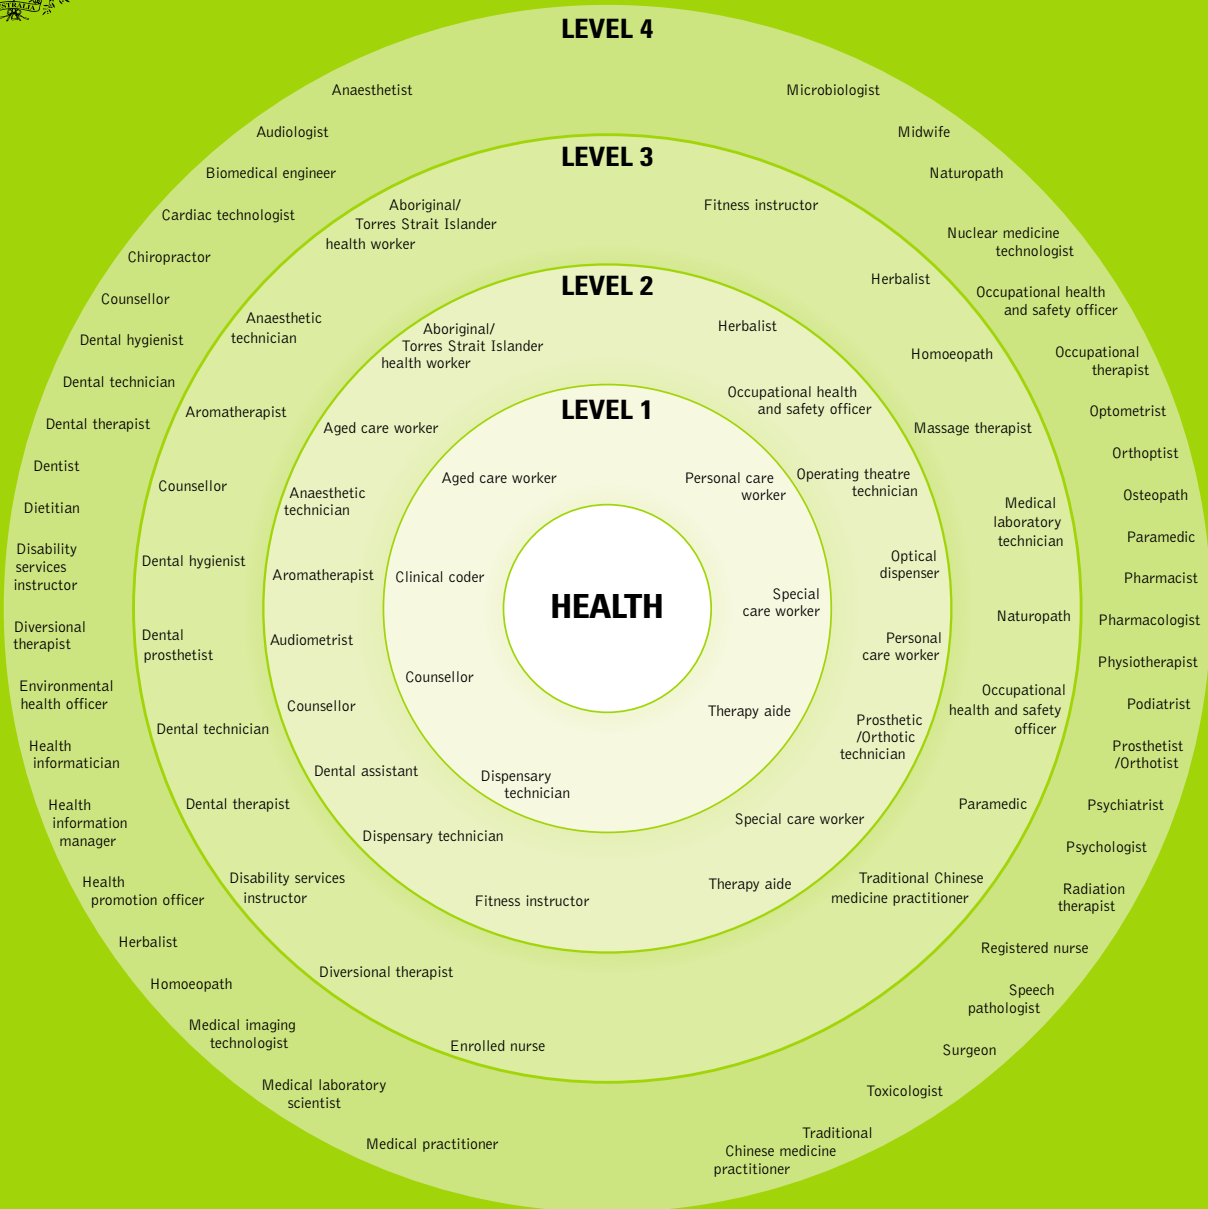 STRALIA
LEVEL 4
Anaesthetist
Audiologist
Biomedical engineer
Cardiac technologist
Chiropractor
Counsellor
Dental hygienist
Dental technician
Dental therapist
Dentist
Dietitian
Disability
services
instructor
Diversional
therapist
Environmental
health officer
Health
informatician
Health
information
manager
Health
promotion officer
Herbalist
Homoeopath
Medical imaging
technologist
Medical laboratory
scientist
Medical practitioner
Microbiologist
Midwife
Naturopath
Nuclear medicine
technologist
Occupational health
and safety officer
Occupational
therapist
Optometrist
Orthoptist
Osteopath
Paramedic
Pharmacist
Pharmacologist
Physiotherapist
Podiatrist
Prosthetist
/Orthotist
Psychiatrist
Psychologist
Radiation
therapist
Registered nurse
Speech
pathologist
Surgeon
Toxicologist
Traditional
Chinese medicine
practitioner
LEVEL 3
Aboriginal/
Torres Strait Islander
health worker
Anaesthetic
technician
Aromatherapist
Counsellor
Dental hygienist
Dental
prosthetist
Dental technician
Dental therapist
Disability services
instructor
Diversional therapist
Enrolled nurse
Fitness instructor
Herbalist
Homoeopath
Massage therapist
Medical
laboratory
technician
Naturopath
Occupational
health and safety
officer
Paramedic
Traditional Chinese
medicine practitioner
LEVEL 2
Aboriginal/
Torres Strait Islander
health worker
Aged care worker
Anaesthetic
technician
Aromatherapist
Audiometrist
Counsellor
Dental assistant
Dispensary technician
Fitness instructor
Herbalist
Occupational health
and safety officer
Operating theatre
technician
Optical
dispenser
Personal
care worker
Prosthetic
/Orthotic
technician
Special care worker
Therapy aide
LEVEL 1
Aged care worker
Clinical coder
Counsellor
Dispensary
technician
Personal care
worker
Special
care worker
Therapy aide
HEALTH